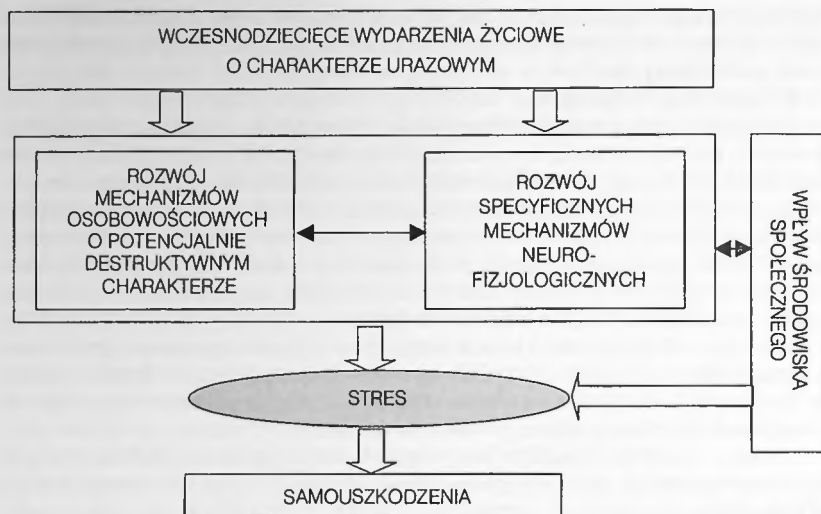 WCZESNODZIECIĘCE WYDARZENIA ŻYCIOWE
O CHARAKTERZE URAZOWYM
ROZWÓJ
MECHANIZMÓW
OSOBOWOŚCIOWYCH
O POTENCJALNIE
DESTRUKTYWNYM
CHARAKTERZE
ROZWÓJ
SPECYFICZNYCH
MECHANIZMÓW
NEURO-
FIZJOLOGICZNYCH
WPŁYW ŚRODOWISKA
SPOŁECZNEGO
STRES
SAMOUSZKODZENIA